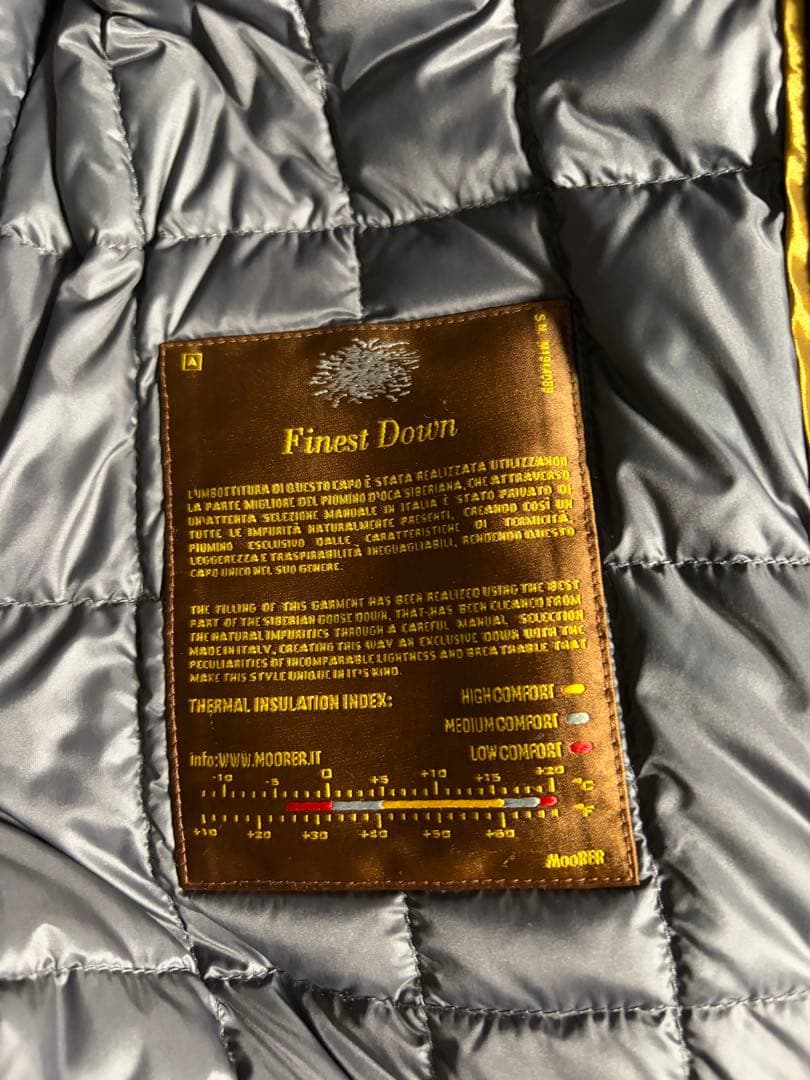 A
S.N. M1914089
Finest Down
L'IMBOTTITURA DI QUESTO CAPO È STATA REALIZZATA UTILIZZANDO
LA PARTE MIGLIORE DEL PIUMINO D'OCA SIBERIANA, CHE ATTRAVERSO
UN'ATTENTA SELEZIONE MANUALE IN ITALIA È STATO PRIVATO DI
TUTTE LE IMPURITÀ NATURALMENTE PRESENTI, CREANDO COSÌ UN
PIUMINO ESCLUSIVO DALLE CARATTERISTICHE DI TERMICITÀ,
LEGGEREZZA E TRASPIRABILITÀ INEGUAGLIABILI, RENDENDO QUESTO
CAPO UNICO NEL SUO GENERE.
THE FILLING OF THIS GARMENT HAS BEEN REALIZED USING THE BEST
PART OF THE SIBERIAN GOOSE DOWN, THAT HAS BEEN CLEANED FROM
THE NATURAL IMPURITIES THROUGH A CAREFUL MANUAL SELECTION
MADE IN ITALY, CREATING THIS WAY AN EXCLUSIVE DOWN WITH THE
PECULIARITIES OF INCOMPARABLE LIGHTNESS AND BREATHABLE THAT
MAKE THIS STYLE UNIQUE IN IT'S KIND.
THERMAL INSULATION INDEX: HIGH COMFORT
MEDIUM COMFORT
info:WWW.MOORER.IT LOW COMFORT
-10 -5 0 +5 +10 +15 +20
°C
°F
+10 +20 +30 +40 +50 +60
MOORER